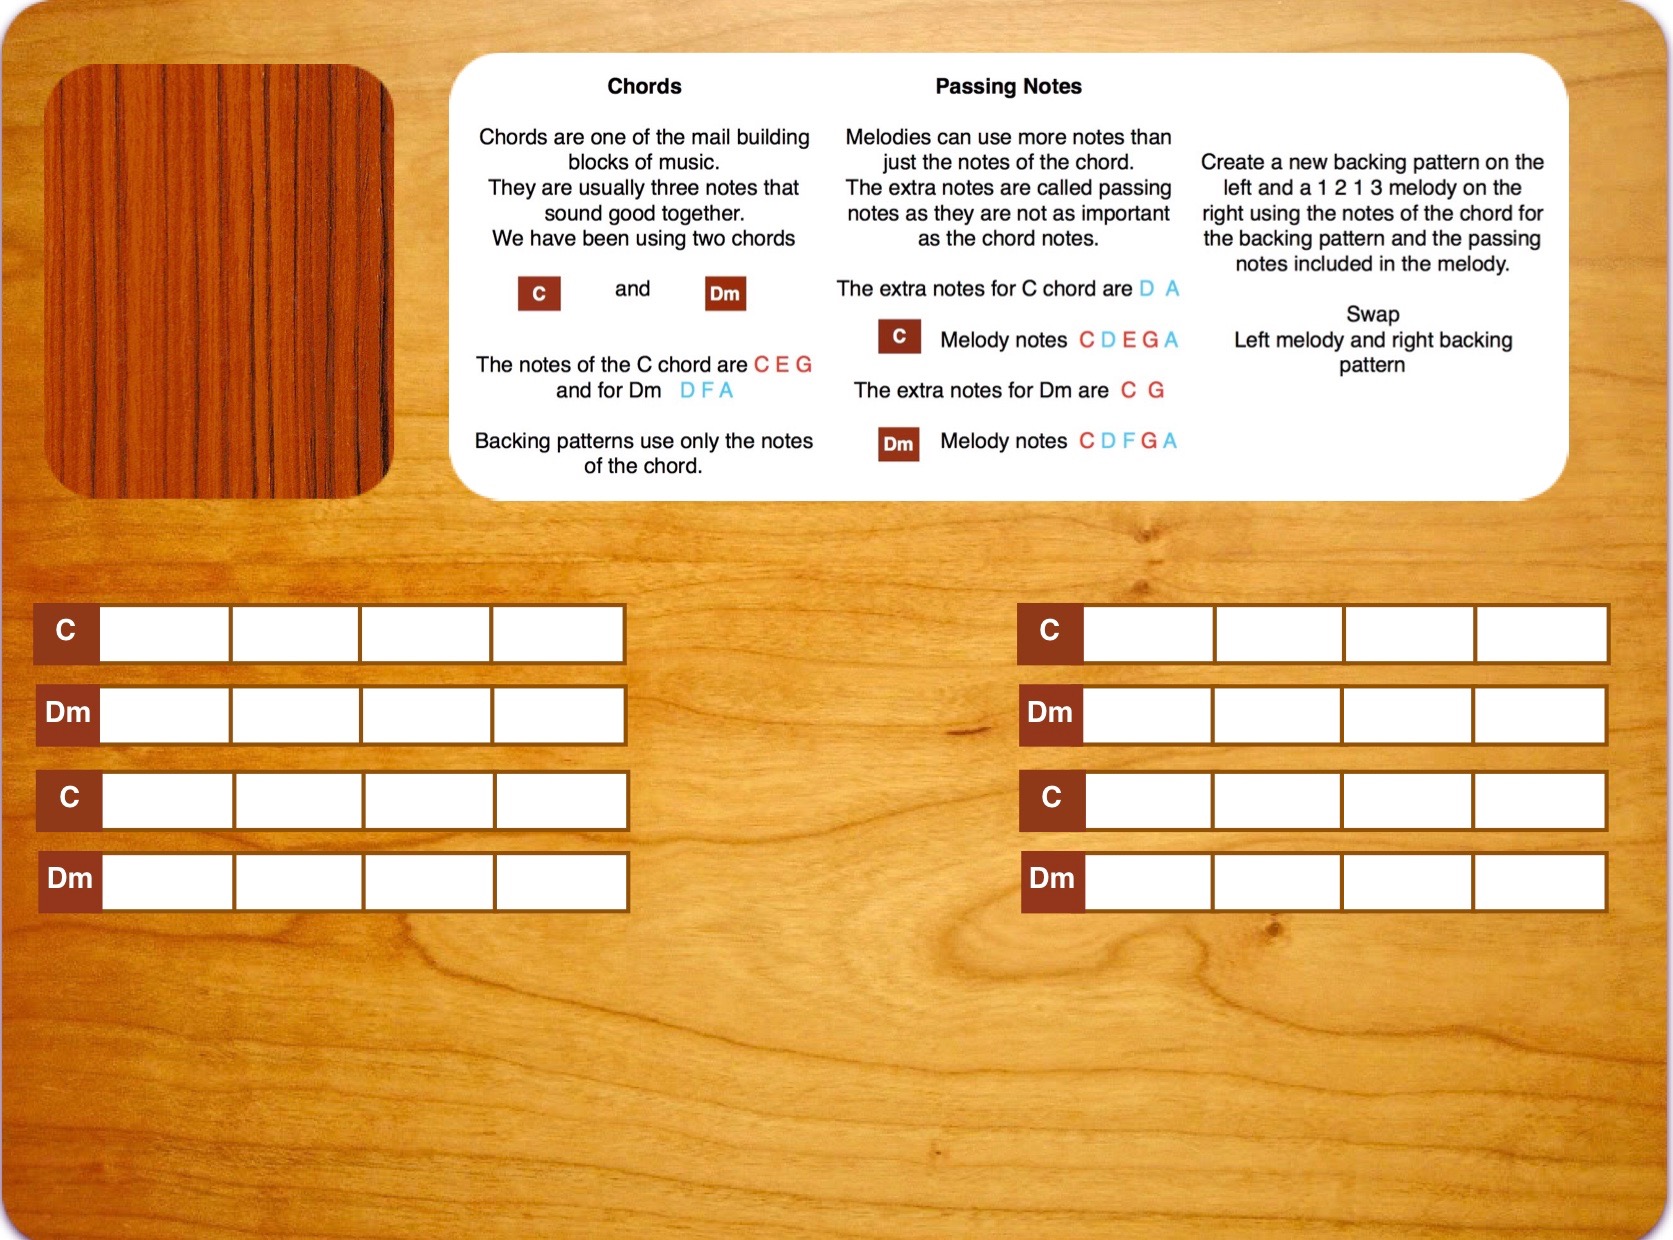 Chords
Chords are one of the mail building
blocks of music.
They are usually three notes that
sound good together.
We have been using two chords
C and Dm
The notes of the C chord are C E G
and for Dm D F A
Backing patterns use only the notes
of the chord.
Passing Notes
Melodies can use more notes than
just the notes of the chord.
The extra notes are called passing
notes as they are not as important
as the chord notes.
The extra notes for C chord are D A
C Melody notes C D E G A
The extra notes for Dm are C G
Dm Melody notes C D F G A
Create a new backing pattern on the
left and a 1 2 1 3 melody on the
right using the notes of the chord for
the backing pattern and the passing
notes included in the melody.
Swap
Left melody and right backing
pattern
C
Dm
C
Dm
C
Dm
C
Dm